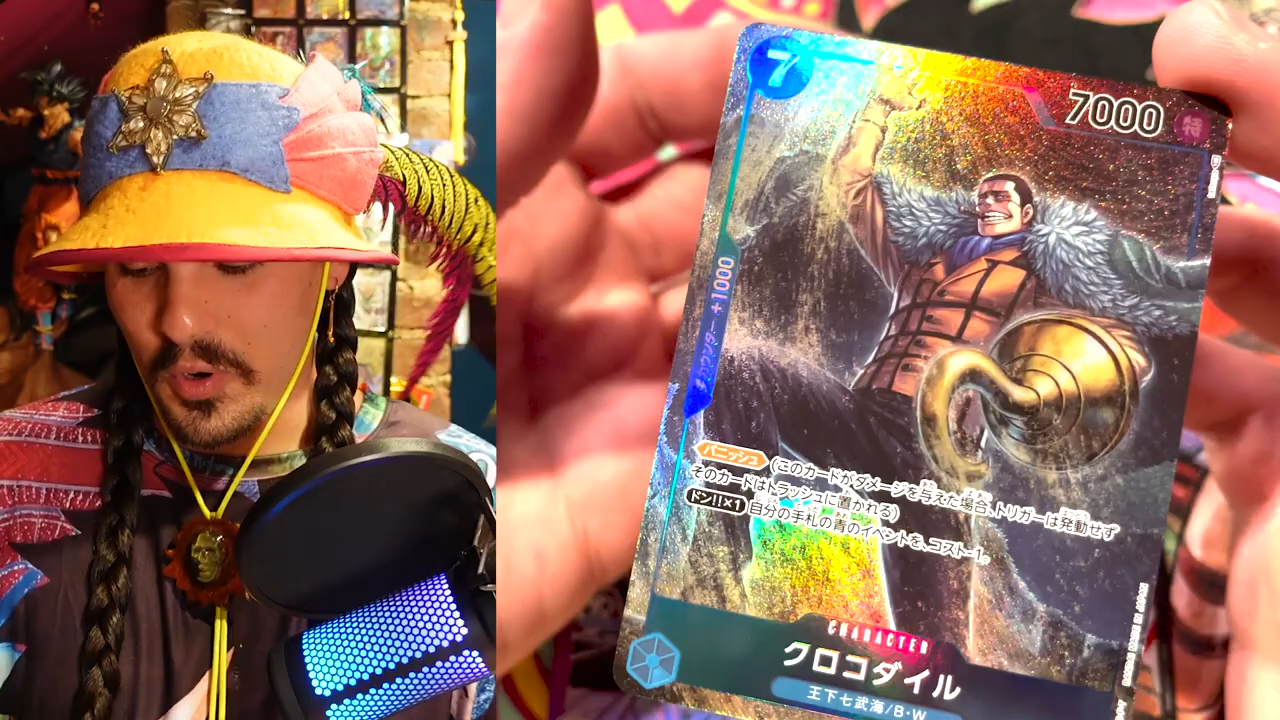 7
7000
特
カウンター +1000
バニッシュ (このカードがダメージを与えた場合、トリガーは発動せず
そのカードはトラッシュに置かれる)
ドン!!×1 自分の手札の青のイベントを、コスト-1。
CHARACTER
クロコダイル
王下七武海/B・W